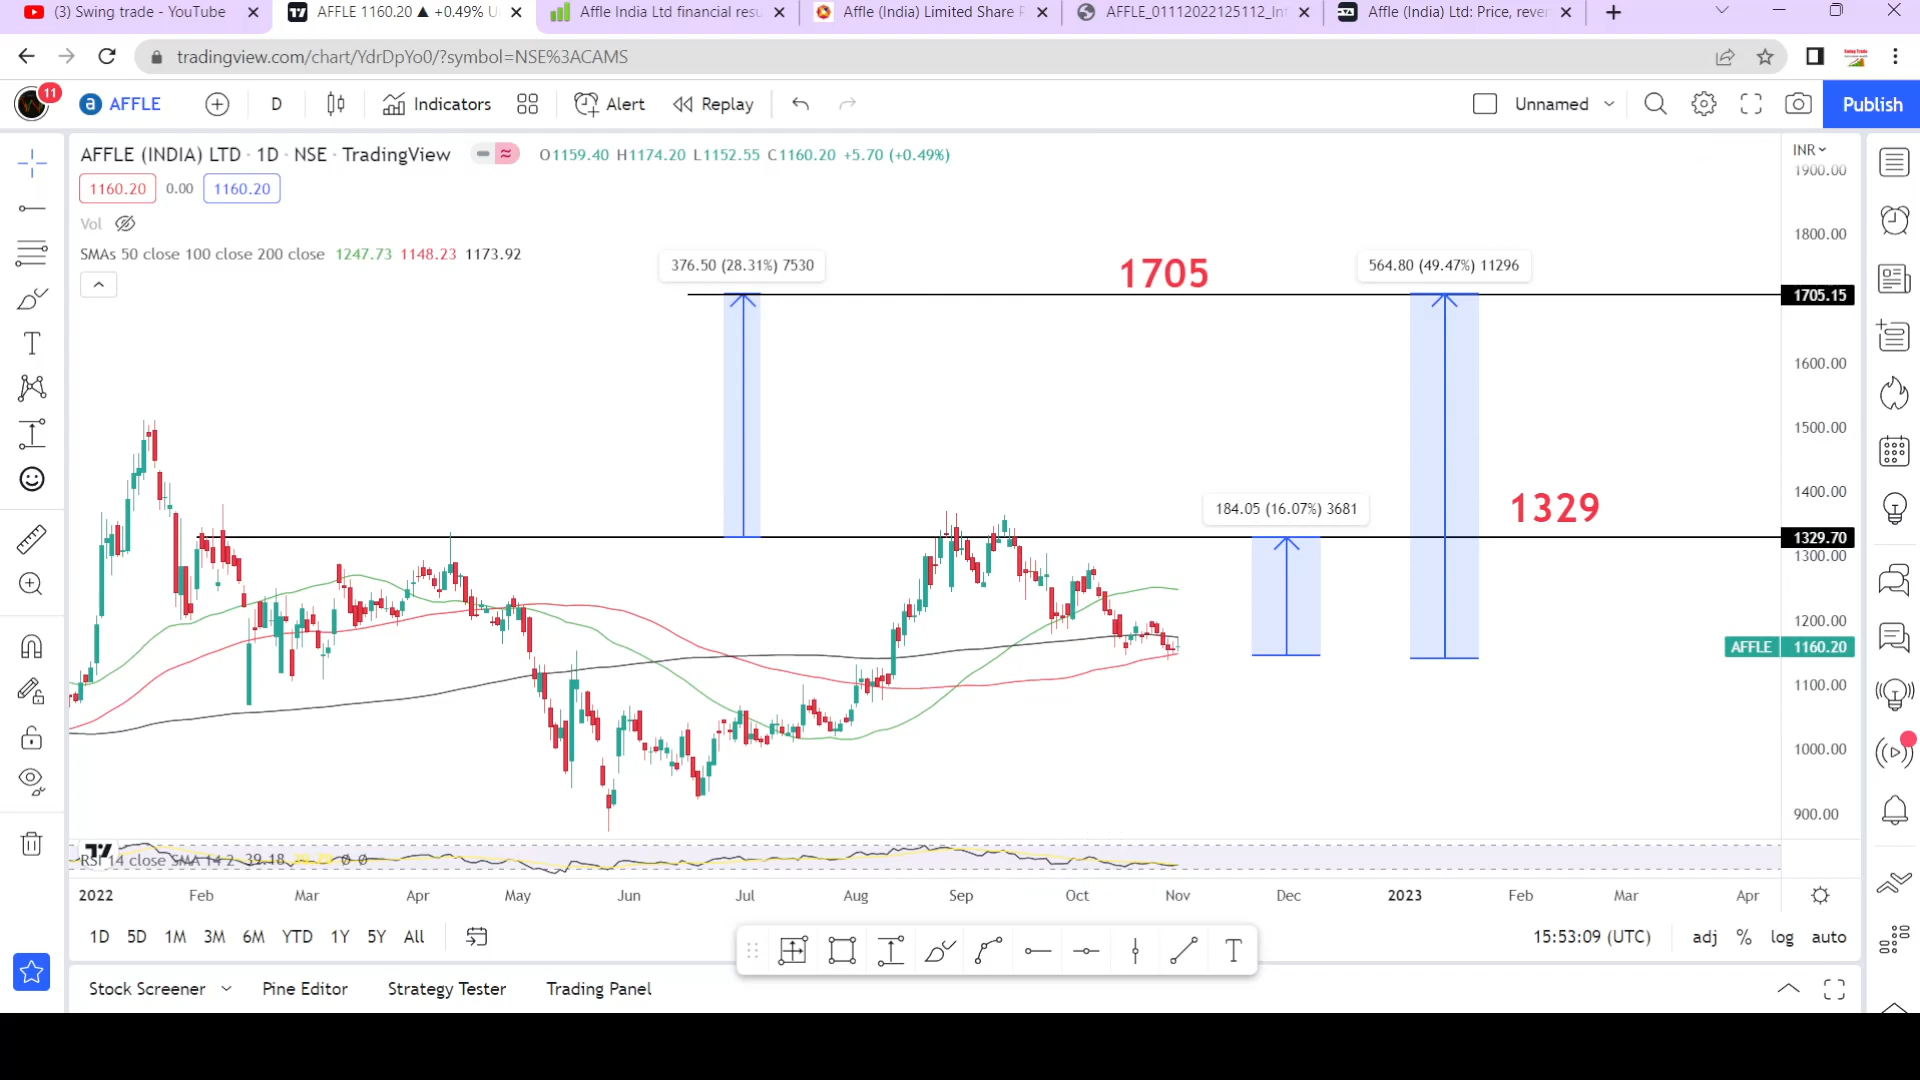 (3) Swing trade - YouTube
AFFLE 1160.20 ▲ +0.49% U
Affle India Ltd financial resu
Affle (India) Limited Share P
AFFLE_01112022125112_In
Affle (India) Ltd: Price, reven
tradingview.com/chart/YdrDpYo0/?symbol=NSE%3ACAMS
11
AFFLE
D
Indicators
Alert
Replay
Unnamed
Publish
AFFLE (INDIA) LTD · 1D · NSE · TradingView
O1159.40 H1174.20 L1152.55 C1160.20 +5.70 (+0.49%)
INR
1160.20
0.00
1160.20
Vol
SMAs 50 close 100 close 200 close 1247.73 1148.23 1173.92
376.50 (28.31%) 7530
1705
564.80 (49.47%) 11296
184.05 (16.07%) 3681
1329
1900.00
1800.00
1705.15
1600.00
1500.00
1400.00
1329.70
1300.00
1200.00
AFFLE 1160.20
1100.00
1000.00
900.00
RSI 14 close SMA 14 2 39.18
2022 Feb Mar Apr May Jun Jul Aug Sep Oct Nov Dec 2023 Feb Mar Apr
1D 5D 1M 3M 6M YTD 1Y 5Y All
15:53:09 (UTC)
adj % log auto
Stock Screener
Pine Editor
Strategy Tester
Trading Panel